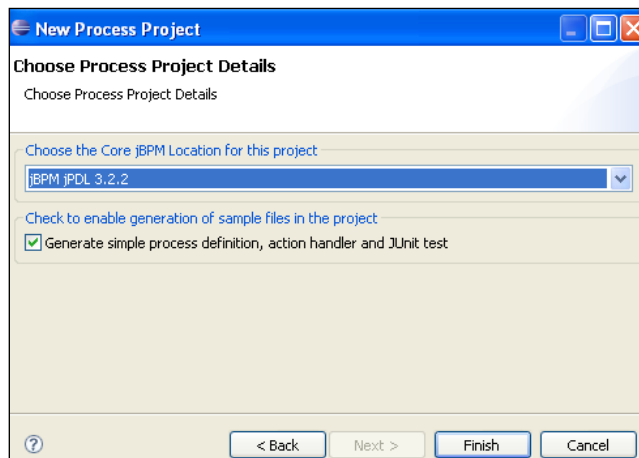 New Process Project
Choose Process Project Details
Choose Process Project Details
Choose the Core jBPM Location for this project
jBPM jPDL 3.2.2
Check to enable generation of sample files in the project
Generate simple process definition, action handler and JUnit test
? < Back Next > Finish Cancel